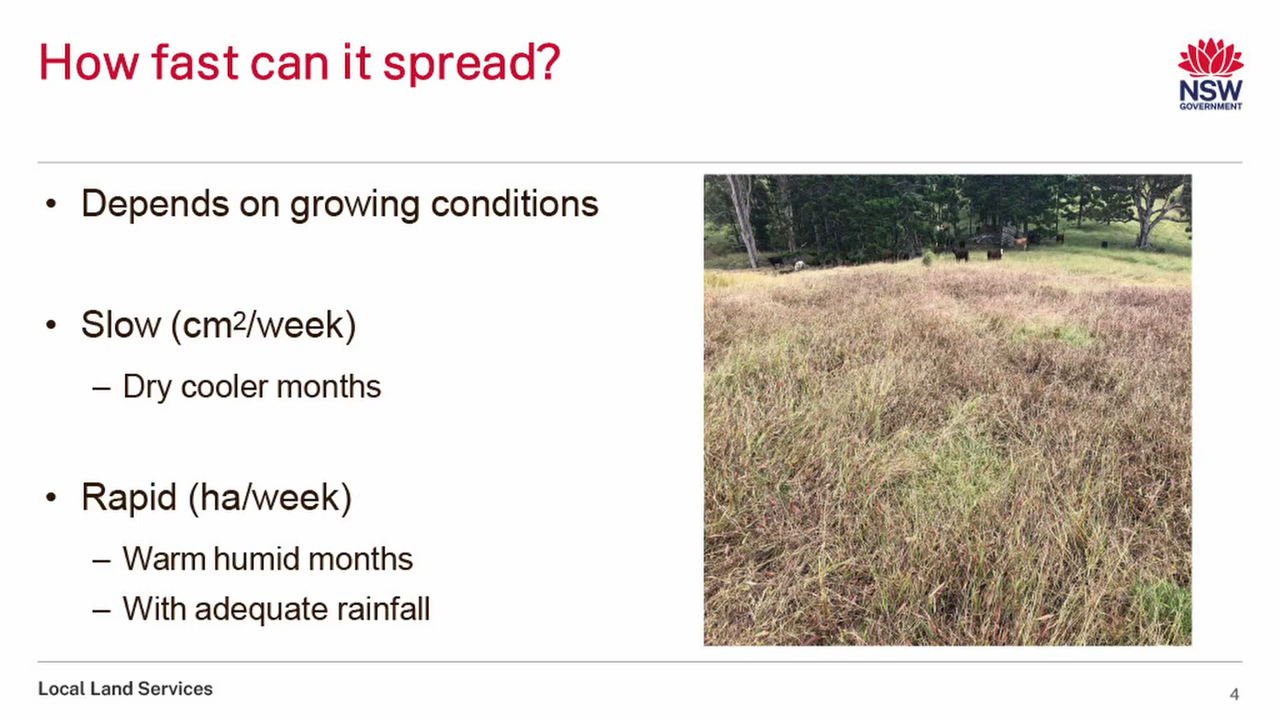 How fast can it spread?
NSW
GOVERNMENT
• Depends on growing conditions
• Slow (cm2/week)
– Dry cooler months
• Rapid (ha/week)
– Warm humid months
– With adequate rainfall
Local Land Services
4